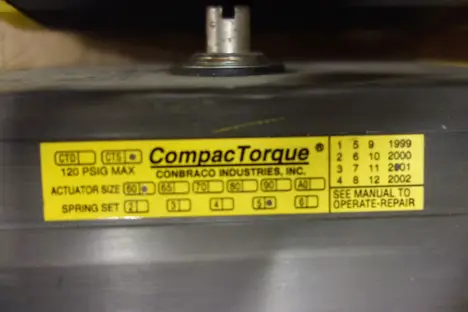 CTD CTS CompacTorque®
120 PSIG MAX CONBRACO INDUSTRIES, INC.
ACTUATOR SIZE 60 65 70 80 90 A0
SPRING SET 2 3 4 5 6
1 5 9 1999
2 6 10 2000
3 7 11 2001
4 8 12 2002
SEE MANUAL TO
OPERATE-REPAIR